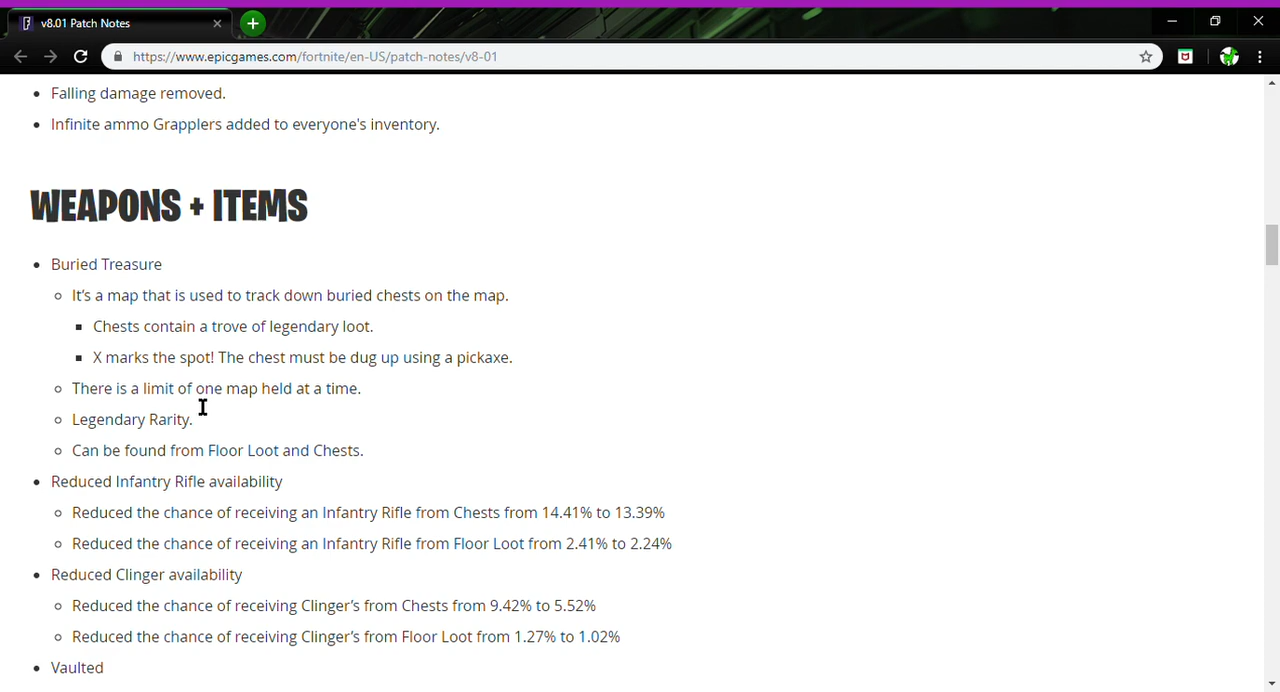 v8.01 Patch Notes
https://www.epicgames.com/fortnite/en-US/patch-notes/v8-01
Falling damage removed.
Infinite ammo Grapplers added to everyone's inventory.
WEAPONS + ITEMS
Buried Treasure
It's a map that is used to track down buried chests on the map.
Chests contain a trove of legendary loot.
X marks the spot! The chest must be dug up using a pickaxe.
There is a limit of one map held at a time.
Legendary Rarity.
Can be found from Floor Loot and Chests.
Reduced Infantry Rifle availability
Reduced the chance of receiving an Infantry Rifle from Chests from 14.41% to 13.39%
Reduced the chance of receiving an Infantry Rifle from Floor Loot from 2.41% to 2.24%
Reduced Clinger availability
Reduced the chance of receiving Clinger’s from Chests from 9.42% to 5.52%
Reduced the chance of receiving Clinger’s from Floor Loot from 1.27% to 1.02%
Vaulted